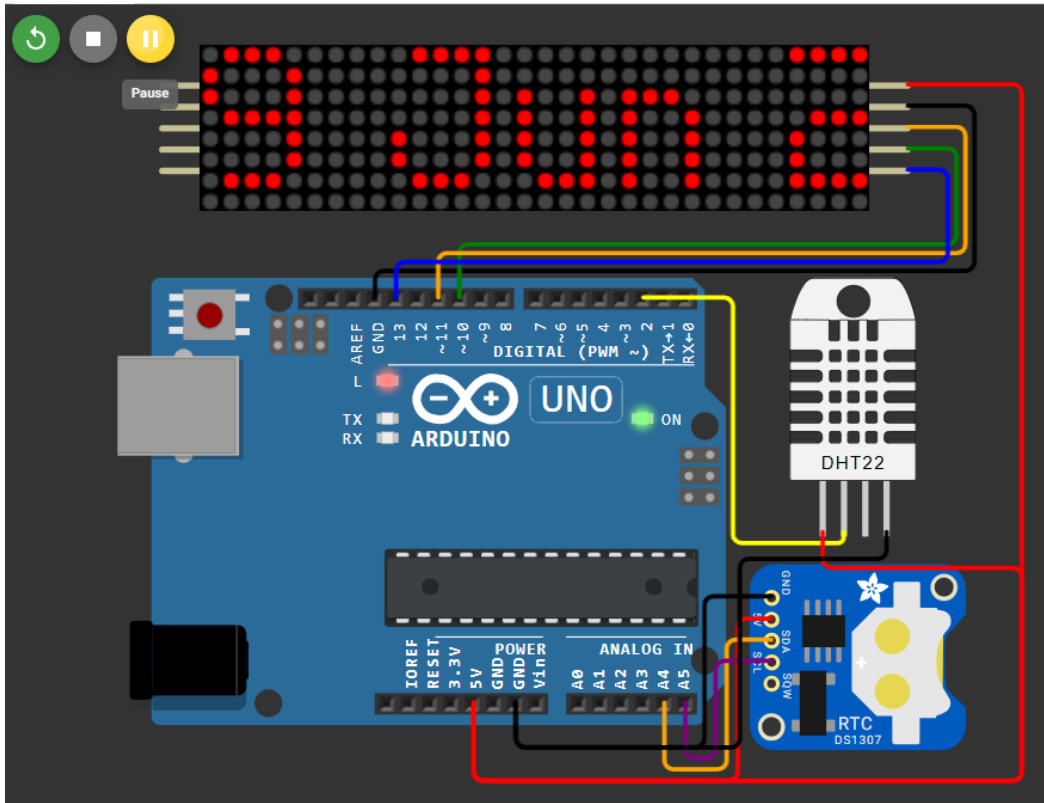 Pause
9 Jun
AREF
GND
13
12
~11
~10
~9
8
7
~6
~5
4
~3
2
TX→1
RX←0
DIGITAL (PWM ~)
L
TX
RX
UNO
ON
ARDUINO
DHT22
GND
5V
SDA
SCL
SQW
RTC
DS1307
POWER
ANALOG IN
IOREF
RESET
3.3V
5V
GND
GND
Vin
A0
A1
A2
A3
A4
A5